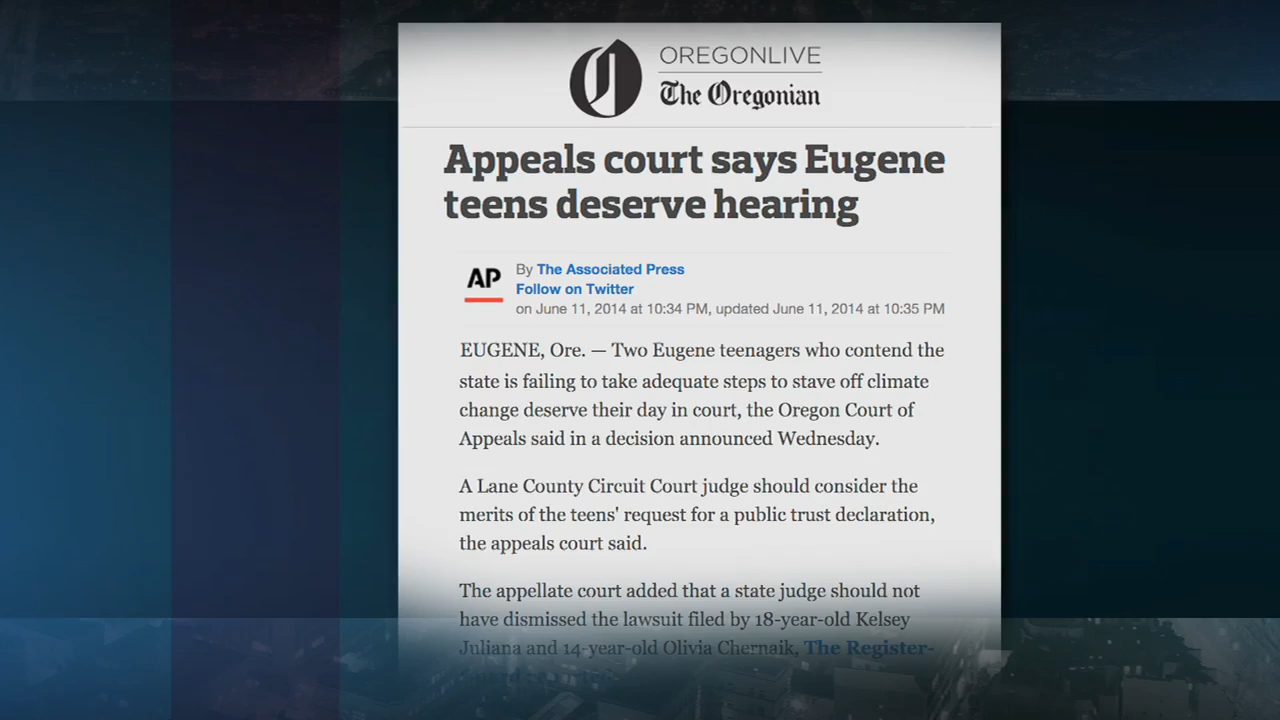 OREGONLIVE
The Oregonian
Appeals court says Eugene
teens deserve hearing
AP
By The Associated Press
Follow on Twitter
on June 11, 2014 at 10:34 PM, updated June 11, 2014 at 10:35 PM
EUGENE, Ore. — Two Eugene teenagers who contend the
state is failing to take adequate steps to stave off climate
change deserve their day in court, the Oregon Court of
Appeals said in a decision announced Wednesday.
A Lane County Circuit Court judge should consider the
merits of the teens' request for a public trust declaration,
the appeals court said.
The appellate court added that a state judge should not
have dismissed the lawsuit filed by 18-year-old Kelsey
Juliana and 14-year-old Olivia Chernaik, The Register-